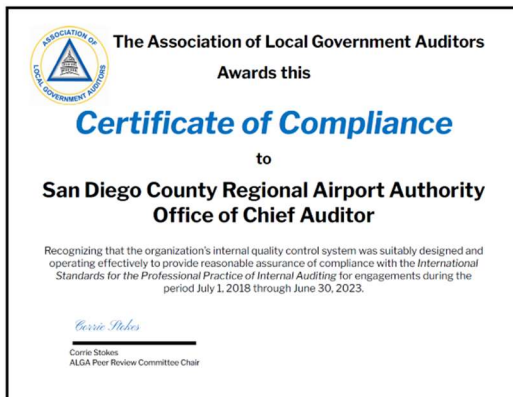 ASSOCIATION OF
LOCAL GOVERNMENT AUDITORS
The Association of Local Government Auditors
Awards this
Certificate of Compliance
to
San Diego County Regional Airport Authority
Office of Chief Auditor
Recognizing that the organization's internal quality control system was suitably designed and
operating effectively to provide reasonable assurance of compliance with the International
Standards for the Professional Practice of Internal Auditing for engagements during the
period July 1, 2018 through June 30, 2023.
Corrie Stokes
Corrie Stokes
ALGA Peer Review Committee Chair